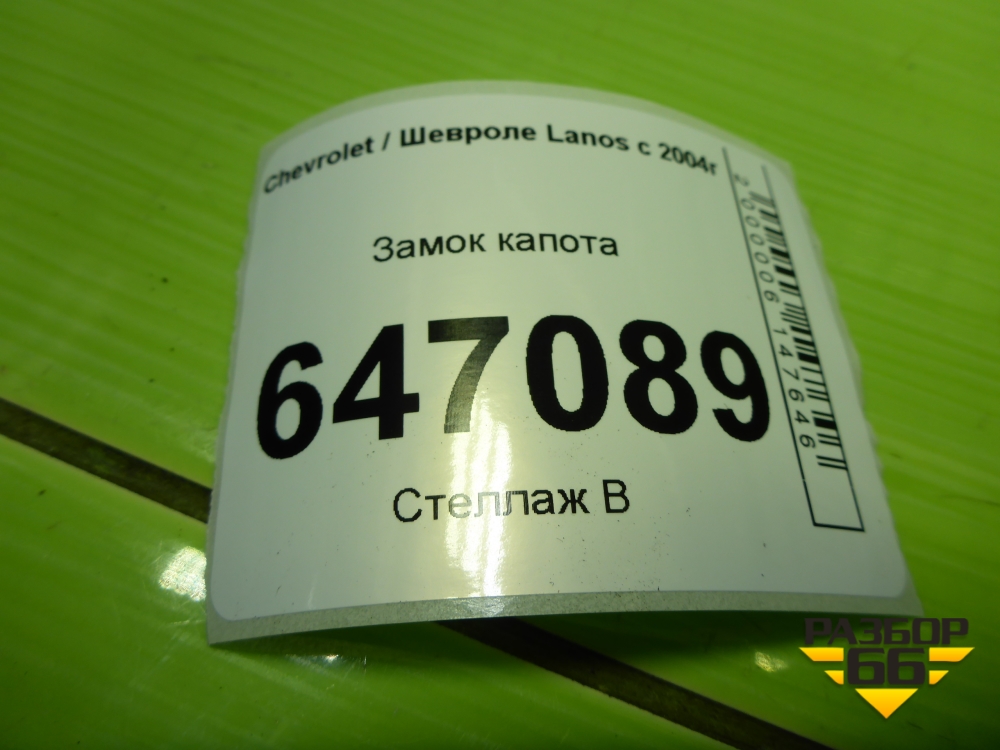 Chevrolet / Шевроле Lanos с 2004г
Замок капота
647089
Стеллаж В
2000006147646
РАЗБОР
66